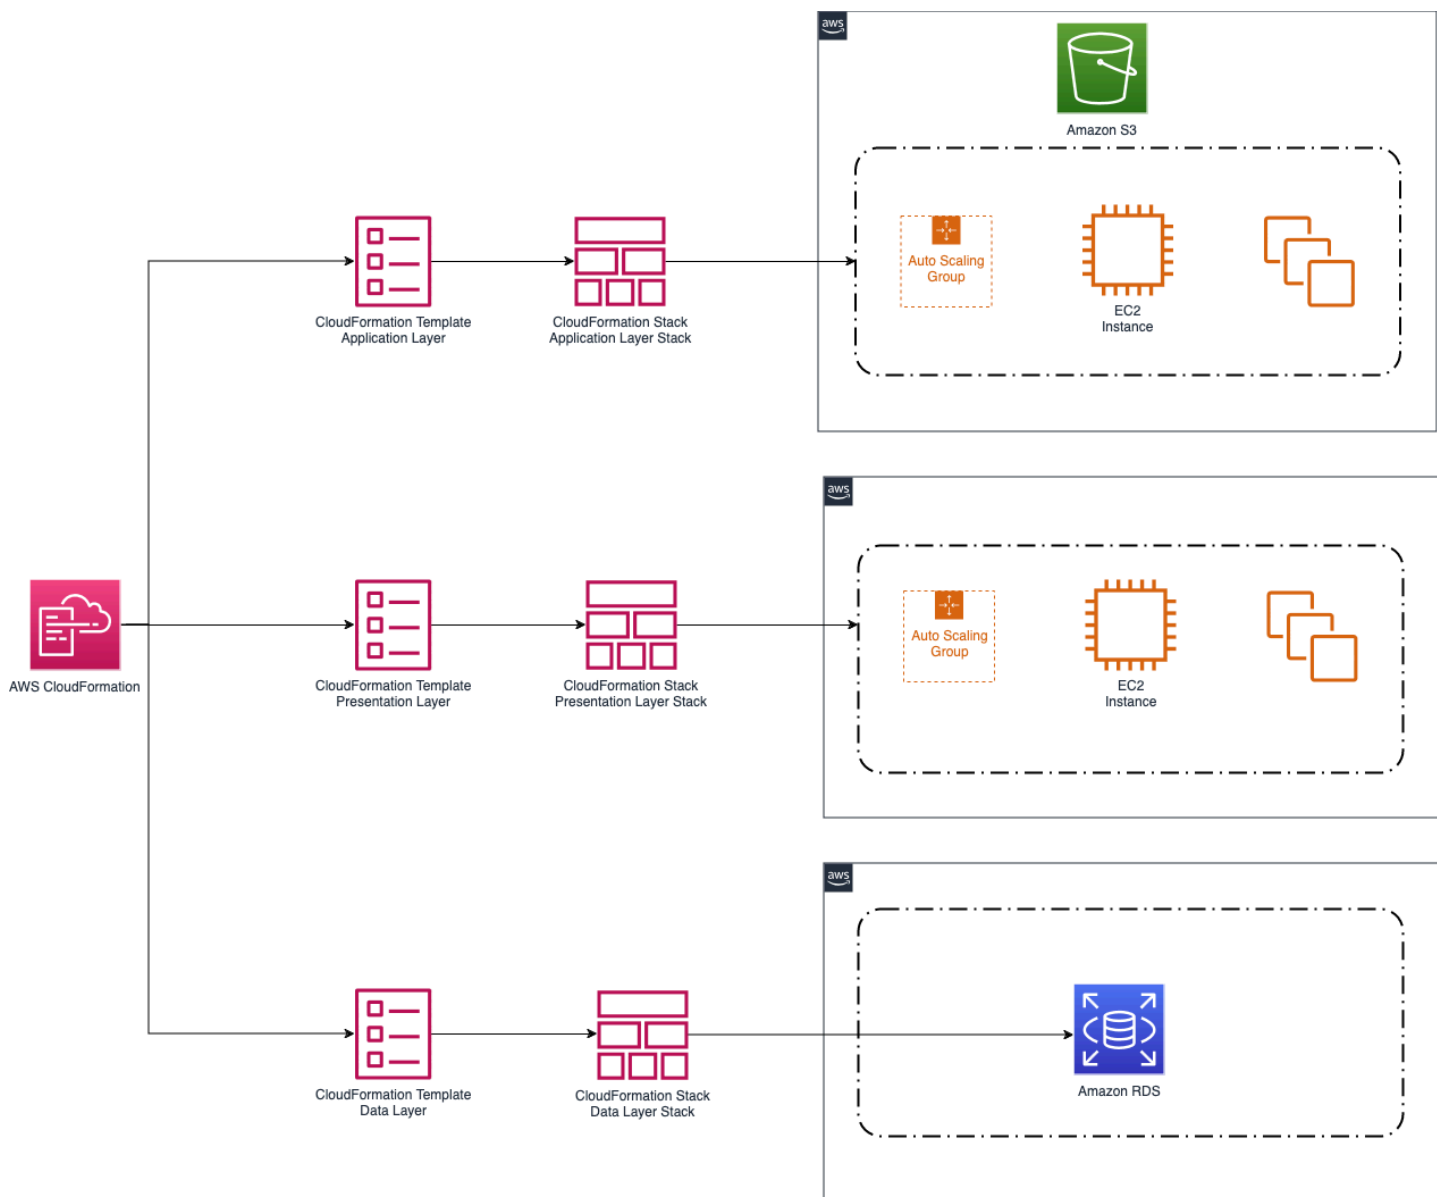 aws
Amazon S3
Auto Scaling
Group
EC2
Instance
CloudFormation Template
Application Layer
CloudFormation Stack
Application Layer Stack
aws
Auto Scaling
Group
EC2
Instance
AWS CloudFormation
CloudFormation Template
Presentation Layer
CloudFormation Stack
Presentation Layer Stack
aws
Amazon RDS
CloudFormation Template
Data Layer
CloudFormation Stack
Data Layer Stack